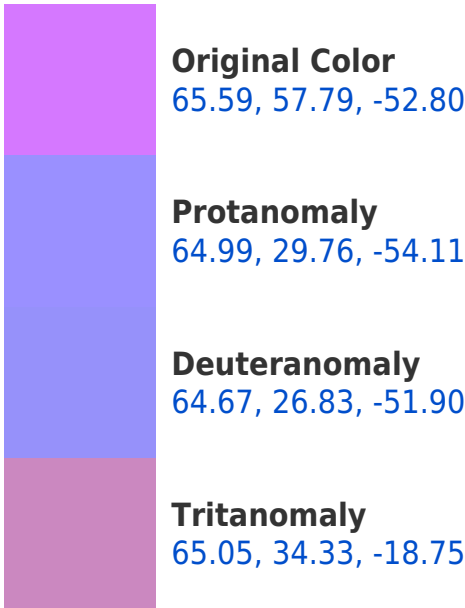 Original Color
65.59, 57.79, -52.80
Protanomaly
64.99, 29.76, -54.11
Deuteranomaly
64.67, 26.83, -51.90
Tritanomaly
65.05, 34.33, -18.75